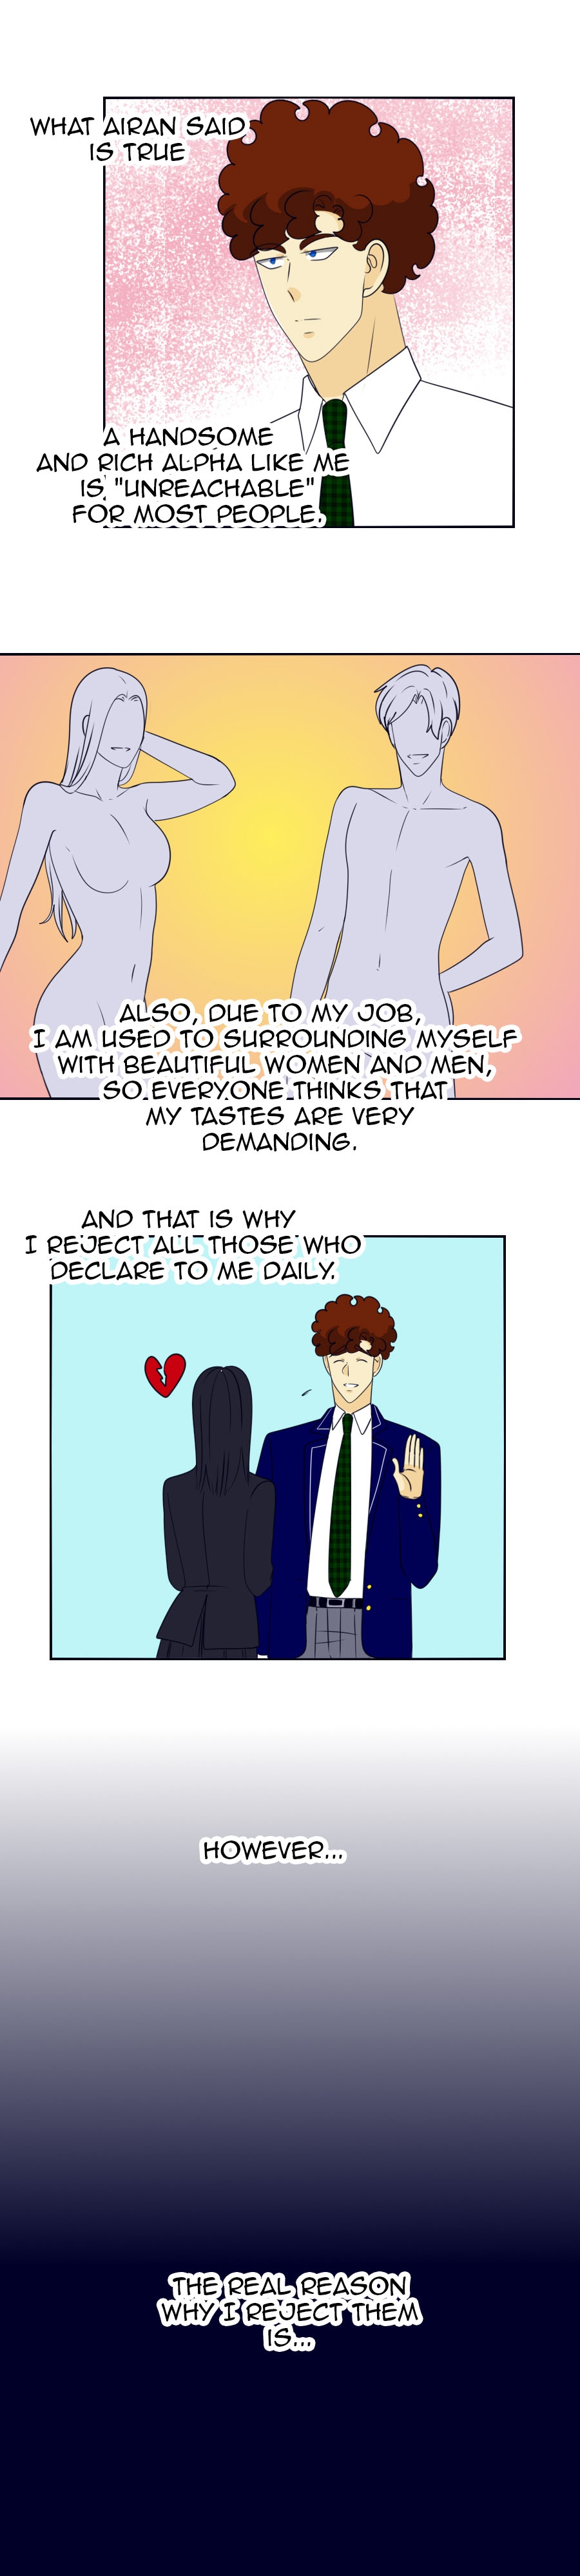 WHAT AIRAN SAID
IS TRUE
A HANDSOME
AND RICH ALPHA LIKE ME
IS "UNREACHABLE"
FOR MOST PEOPLE.
ALSO, DUE TO MY JOB,
I AM USED TO SURROUNDING MYSELF
WITH BEAUTIFUL WOMEN AND MEN,
SO EVERYONE THINKS THAT
MY TASTES ARE VERY
DEMANDING.
AND THAT IS WHY
I REJECT ALL THOSE WHO
DECLARE TO ME DAILY.
HOWEVER...
THE REAL REASON
WHY I REJECT THEM
IS...